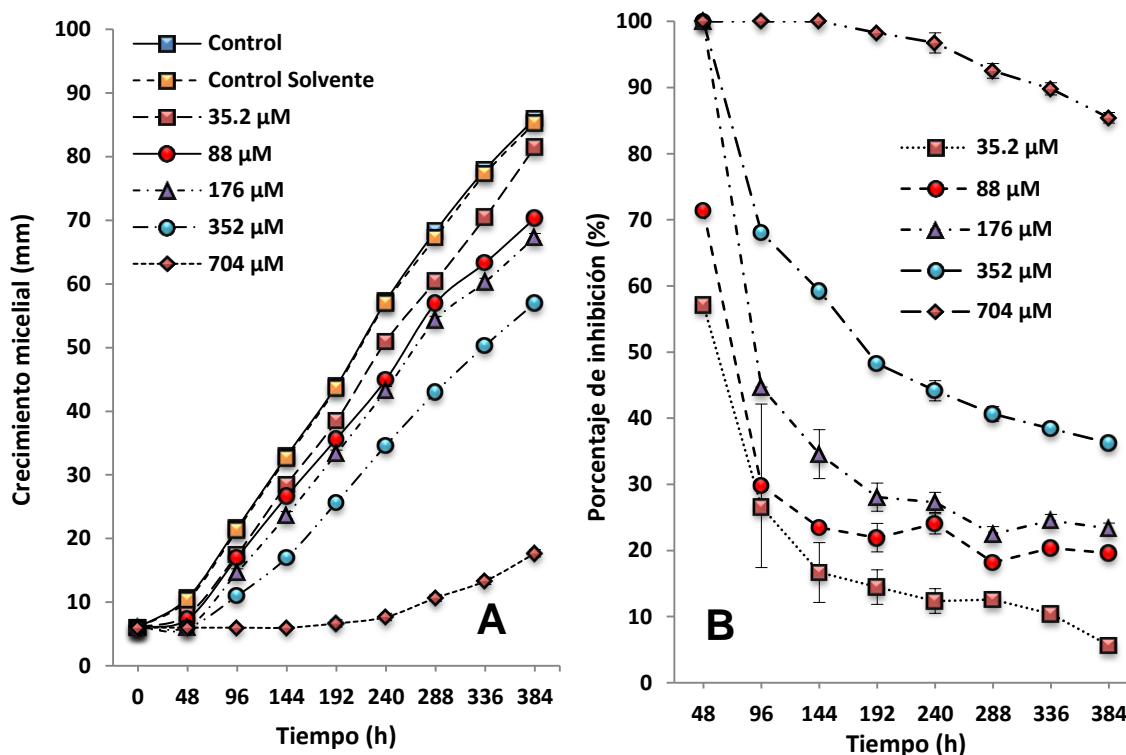 Crecimiento micelial (mm)
100
90
80
70
60
50
40
30
20
10
0
Control
Control Solvente
35.2 µM
88 µM
176 µM
352 µM
704 µM
A
0 48 96 144 192 240 288 336 384
Tiempo (h)
Porcentaje de inhibición (%)
100
90
80
70
60
50
40
30
20
10
0
35.2 µM
88 µM
176 µM
352 µM
704 µM
B
48 96 144 192 240 288 336 384
Tiempo (h)